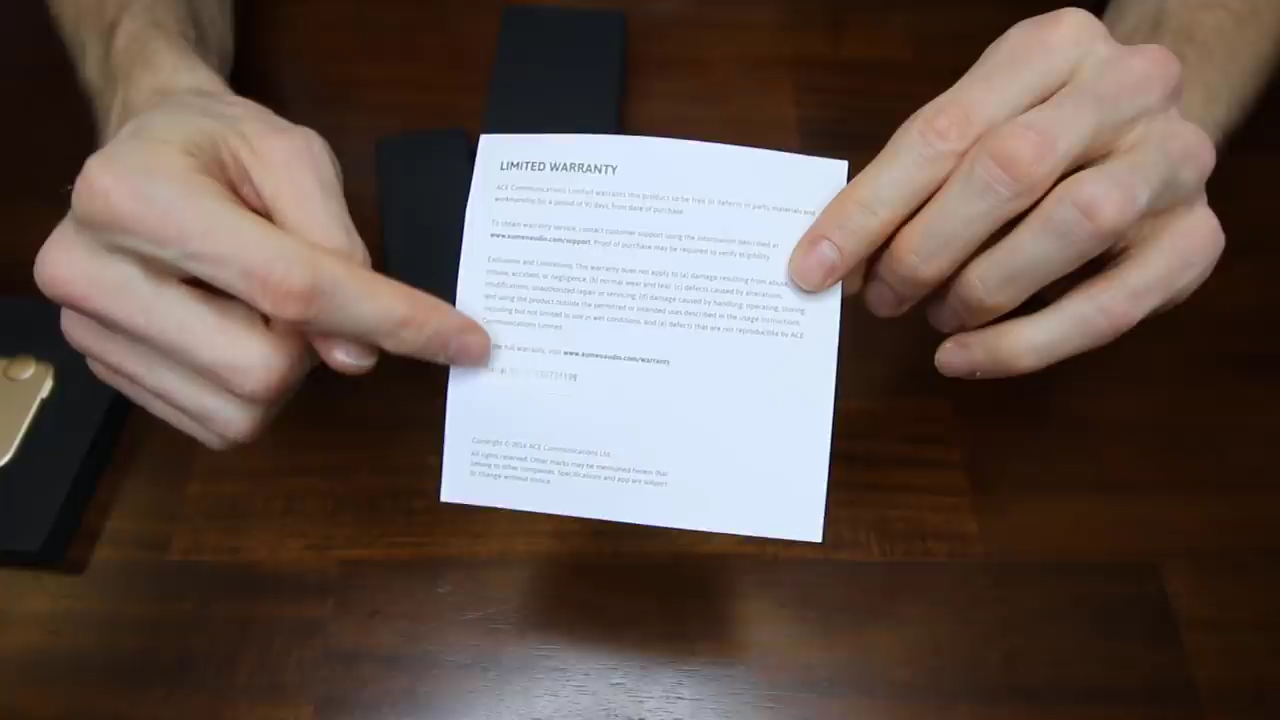 LIMITED WARRANTY
ACE Communications Limited warrants this product to be free of defects in parts, materials and
workmanship for a period of 90 days, from date of purchase.
To obtain warranty service, contact customer support using the information described at
www.aumeoaudio.com/support. Proof of purchase may be required to verify eligibility.
Exclusions and Limitations. This warranty does not apply to (a) damage resulting from abuse,
misuse, accident, or negligence, (b) normal wear and tear, (c) defects caused by alterations,
modifications, unauthorized repair or servicing, (d) damage caused by handling, operating, storing
and using the product outside the permitted or intended uses described in the usage instructions,
including but not limited to use in wet conditions, and (e) defects that are not reproducible by ACE
Communications Limited.
the full warranty, visit www.aumeoaudio.com/warranty
Copyright © 2016 ACE Communications Ltd.
All rights reserved. Other marks may be mentioned herein that
belong to other companies. Specifications and app are subject
to change without notice.